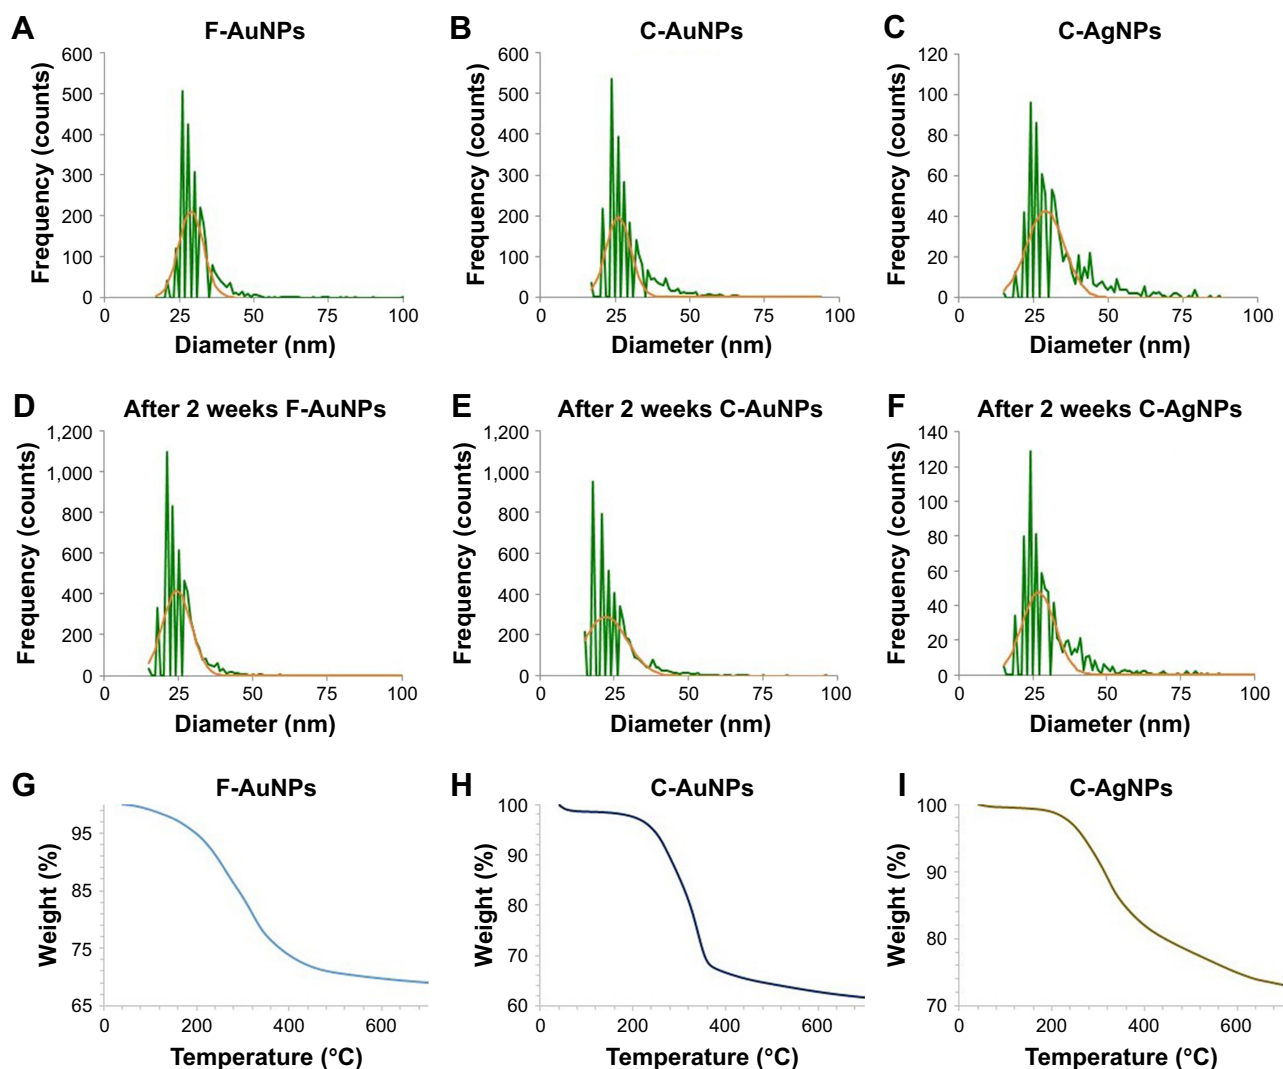 A
F-AuNPs
Frequency (counts)
600
500
400
300
200
100
0
0
25
50
75
100
Diameter (nm)
B
C-AuNPs
Frequency (counts)
600
500
400
300
200
100
0
0
25
50
75
100
Diameter (nm)
C
C-AgNPs
Frequency (counts)
120
100
80
60
40
20
0
0
25
50
75
100
Diameter (nm)
D
After 2 weeks F-AuNPs
Frequency (counts)
1,200
1,000
800
600
400
200
0
0
25
50
75
100
Diameter (nm)
E
After 2 weeks C-AuNPs
Frequency (counts)
1,200
1,000
800
600
400
200
0
0
25
50
75
100
Diameter (nm)
F
After 2 weeks C-AgNPs
Frequency (counts)
140
120
100
80
60
40
20
0
0
25
50
75
100
Diameter (nm)
G
F-AuNPs
Weight (%)
95
85
75
65
0
200
400
600
Temperature (°C)
H
C-AuNPs
Weight (%)
100
90
80
70
60
0
200
400
600
Temperature (°C)
I
C-AgNPs
Weight (%)
100
90
80
70
0
200
400
600
Temperature (°C)